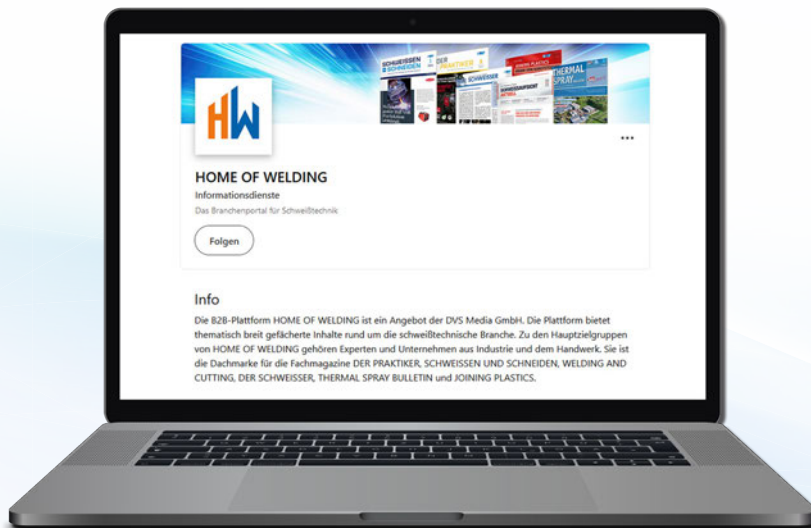 SCHWEISSEN
& SCHNEIDEN
DER
PRAKTIKER
SCHWEISSER
SCHWEISSAUFSICHT
JOINING PLASTICS
THERMAL
SPRAY
HW
HOME OF WELDING
Informationsdienste
Das Branchenportal für Schweißtechnik
Folgen
Info
Die B2B-Plattform HOME OF WELDING ist ein Angebot der DVS Media GmbH. Die Plattform bietet
thematisch breit gefächerte Inhalte rund um die schweißtechnische Branche. Zu den Hauptzielgruppen
von HOME OF WELDING gehören Experten und Unternehmen aus Industrie und dem Handwerk. Sie ist
die Dachmarke für die Fachmagazine DER PRAKTIKER, SCHWEISSEN UND SCHNEIDEN, WELDING AND
CUTTING, DER SCHWEISSER, THERMAL SPRAY BULLETIN und JOINING PLASTICS.